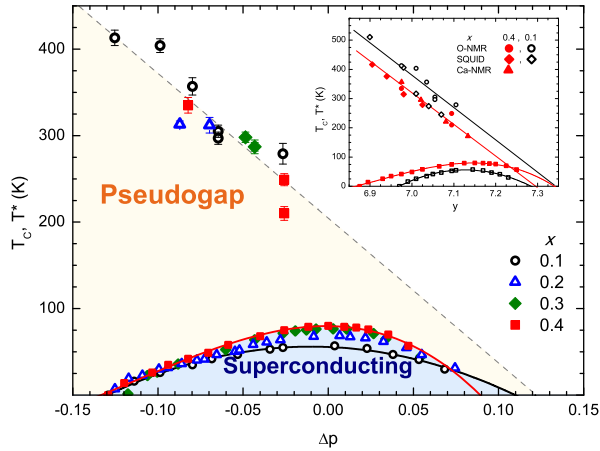 T_C, T* (K)
400
300
200
100
-0.15
-0.10
-0.05
0.00
0.05
0.10
0.15
Δp
Pseudogap
Superconducting
x
0.1
0.2
0.3
0.4
x
0.4 , 0.1
O-NMR ,
SQUID ,
Ca-NMR
T_C, T* (K)
500
400
300
200
100
0
6.9
7.0
7.1
7.2
7.3
y